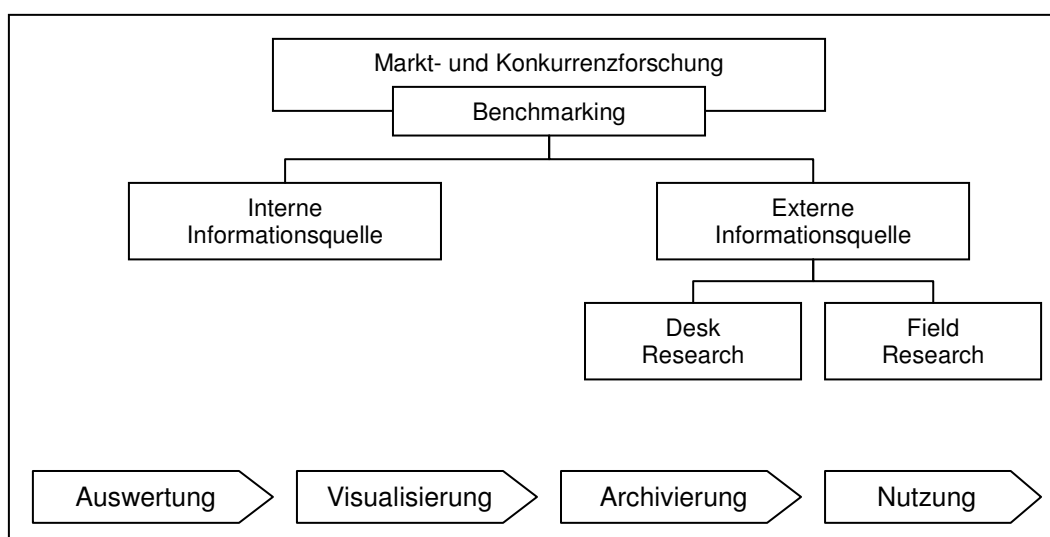 Markt- und Konkurrenzforschung
Benchmarking
Interne
Informationsquelle
Externe
Informationsquelle
Desk
Research
Field
Research
Auswertung
Visualisierung
Archivierung
Nutzung